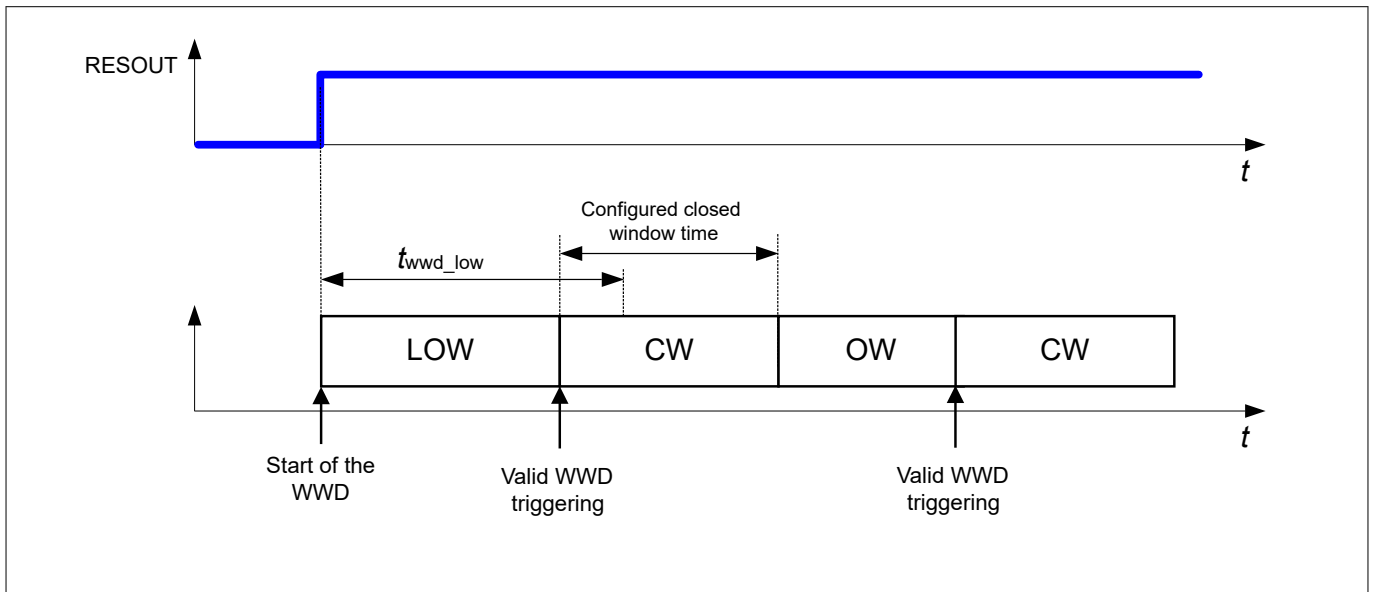 RESOUT
t
Configured closed
window time
twwd_low
LOW
CW
OW
CW
t
Start of the
WWD
Valid WWD
triggering
Valid WWD
triggering